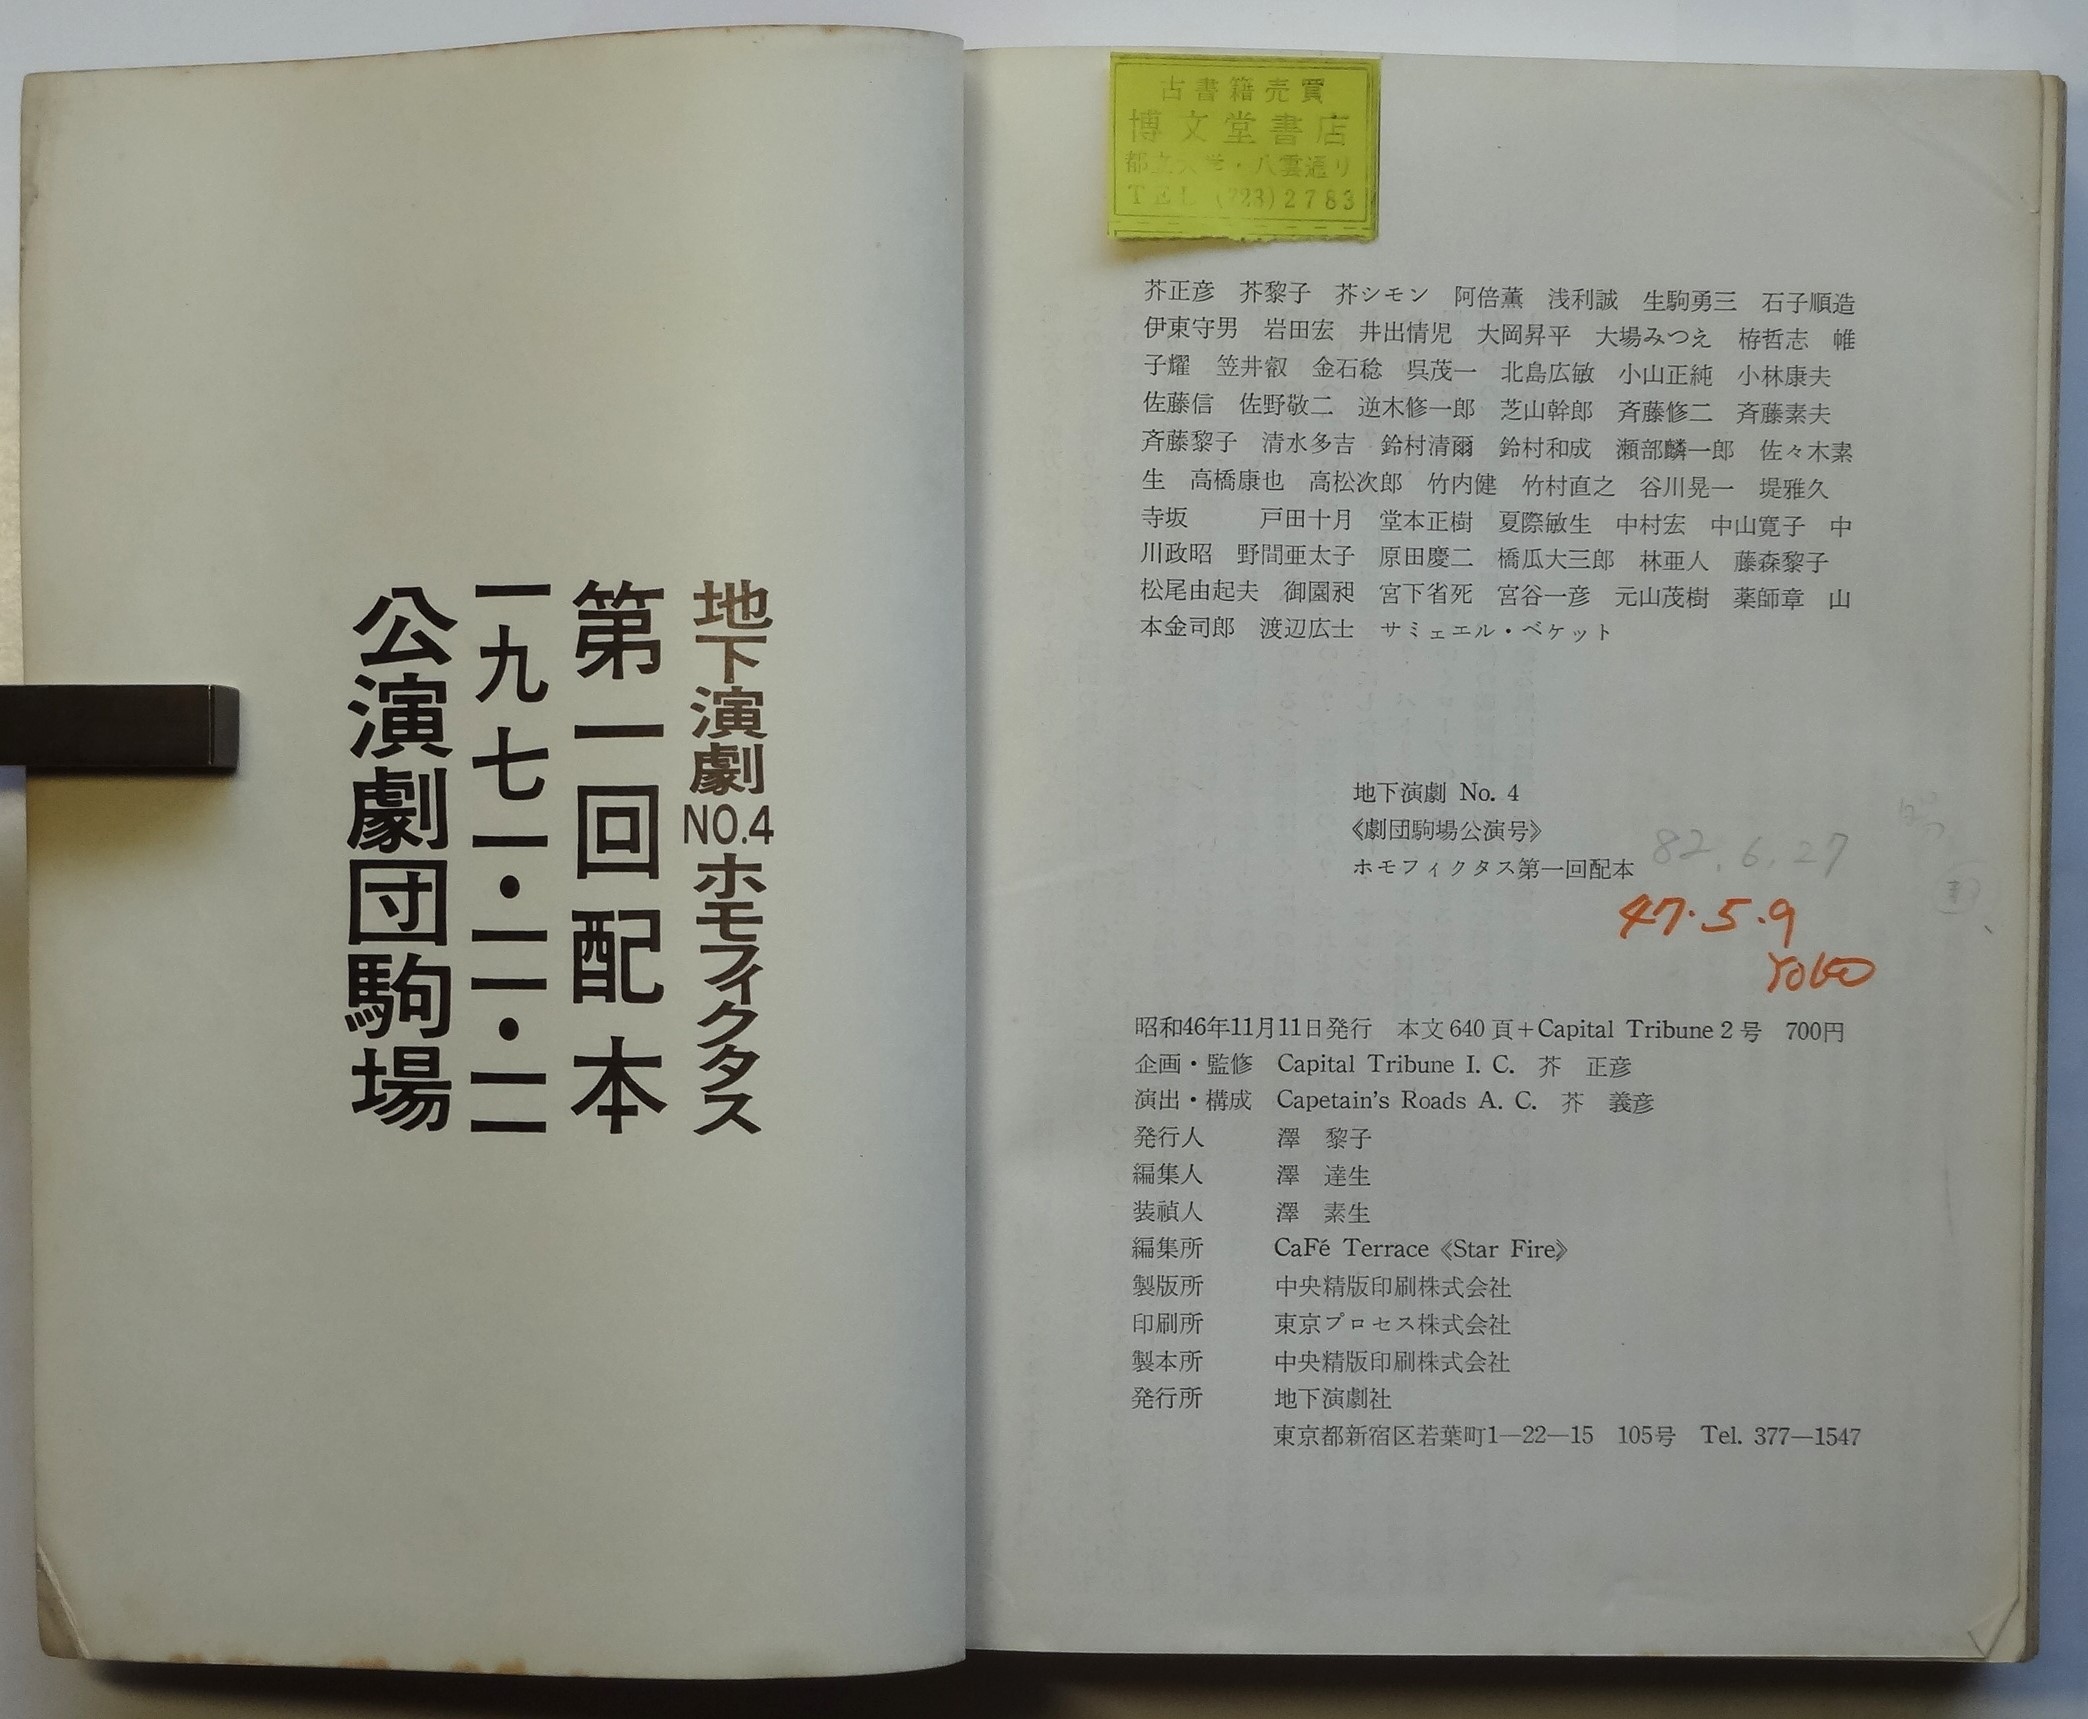 地下演劇NO.4ホモフィクタス
第一回配本
一九七一・一一・一一
公演劇団駒場
古書籍売買
博文堂書店
都立大学・八雲通り
TEL (723)2783
芥正彦　芥黎子　芥シモン　阿倍薫　浅利誠　生駒勇三　石子順造
伊東守男　岩田宏　井出情児　大岡昇平　大場みつえ　栫哲志　帷
子耀　笠井叡　金石稔　呉茂一　北島広敏　小山正純　小林康夫
佐藤信　佐野敬二　逆木修一郎　芝山幹郎　斉藤修二　斉藤素夫
斉藤黎子　清水多吉　鈴村清爾　鈴村和成　瀬部麟一郎　佐々木素
生　高橋康也　高松次郎　竹内健　竹村直之　谷川晃一　堤雅久
寺坂　　　戸田十月　堂本正樹　夏際敏生　中村宏　中山寛子　中
川政昭　野間亜太子　原田慶二　橋瓜大三郎　林亜人　藤森黎子
松尾由起夫　御園昶　宮下省死　宮谷一彦　元山茂樹　薬師章　山
本金司郎　渡辺広士　サミュエル・ベケット
地下演劇 No. 4
《劇団駒場公演号》
ホモフィクタス第一回配本
82.6.27
47.5.9
昭和46年11月11日発行　本文640頁+Capital Tribune 2号　700円
企画・監修　Capital Tribune I. C.　芥　正彦
演出・構成　Capetain's Roads A. C.　芥　義彦
発行人　澤　黎子
編集人　澤　達生
装禎人　澤　素生
編集所　CaFé Terrace《Star Fire》
製版所　中央精版印刷株式会社
印刷所　東京プロセス株式会社
製本所　中央精版印刷株式会社
発行所　地下演劇社
東京都新宿区若葉町1—22—15　105号　Tel. 377—1547